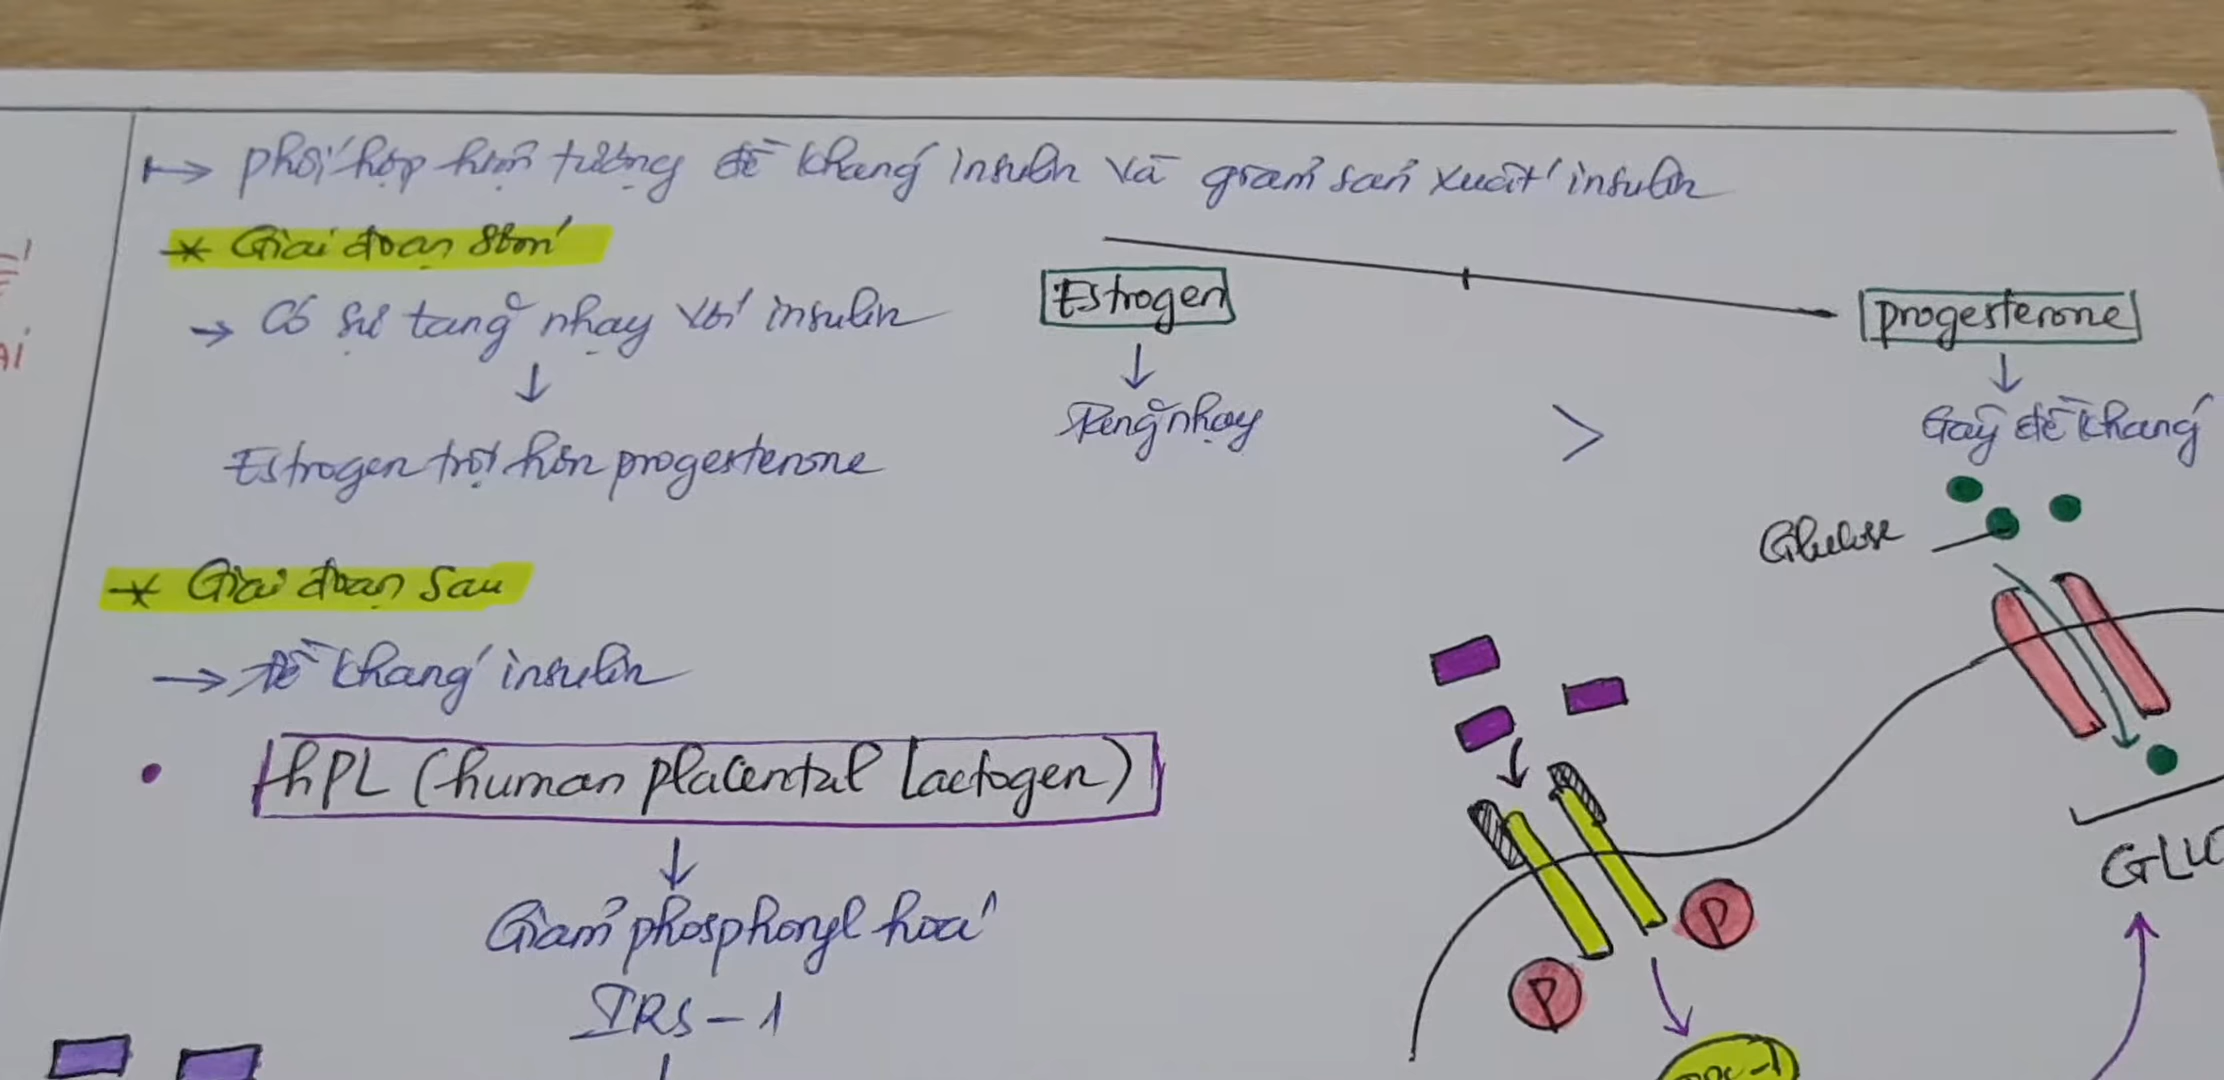 ↦ phối hợp hiện tượng đề kháng insulin và giảm sản xuất insulin
* Giai đoạn sớm
→ Có sự tăng nhạy với insulin
↓
Estrogen trội hơn progesterone
Estrogen
↓
Tăng nhạy
>
progesterone
↓
Gây đề kháng
Glucose
* Giai đoạn sau
→ Đề kháng insulin
• hPL (human placental Lactogen)
↓
Giảm phosphoryl hoá
IRS-1
P
P